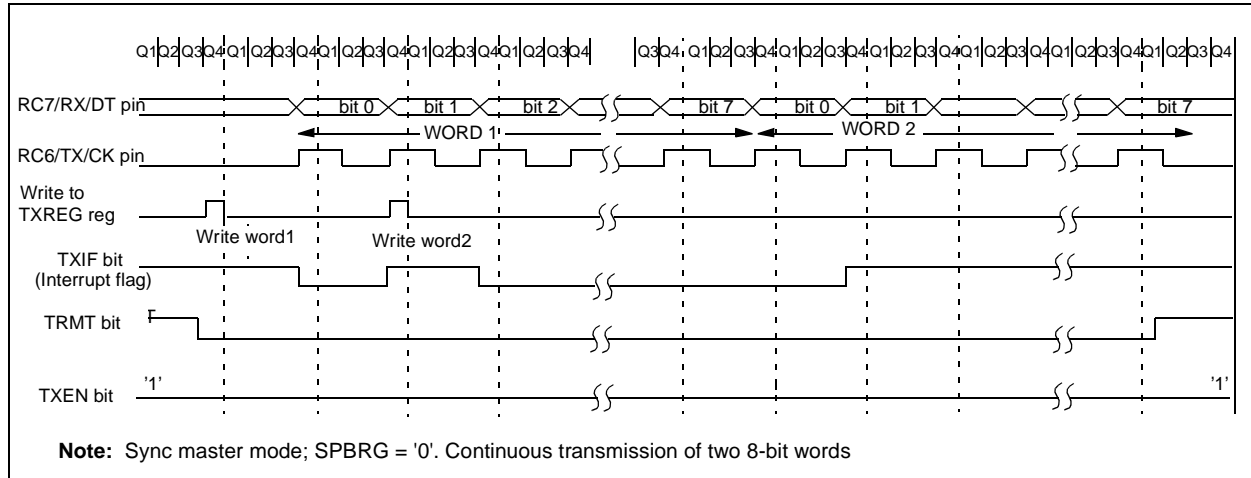 Q1 Q2 Q3 Q4 Q1 Q2 Q3 Q4 Q1 Q2 Q3 Q4 Q1 Q2 Q3 Q4 Q1 Q2 Q3 Q4 Q3 Q4 Q1 Q2 Q3 Q4 Q1 Q2 Q3 Q4 Q1 Q2 Q3 Q4 Q1 Q2 Q3 Q4 Q1 Q2 Q3 Q4 Q1 Q2 Q3 Q4
RC7/RX/DT pin bit 0 bit 1 bit 2 bit 7 bit 0 bit 1 bit 7
WORD 1 WORD 2
RC6/TX/CK pin
Write to
TXREG reg
Write word1 Write word2
TXIF bit
(Interrupt flag)
TRMT bit
'1' '1'
TXEN bit
Note: Sync master mode; SPBRG = '0'. Continuous transmission of two 8-bit words